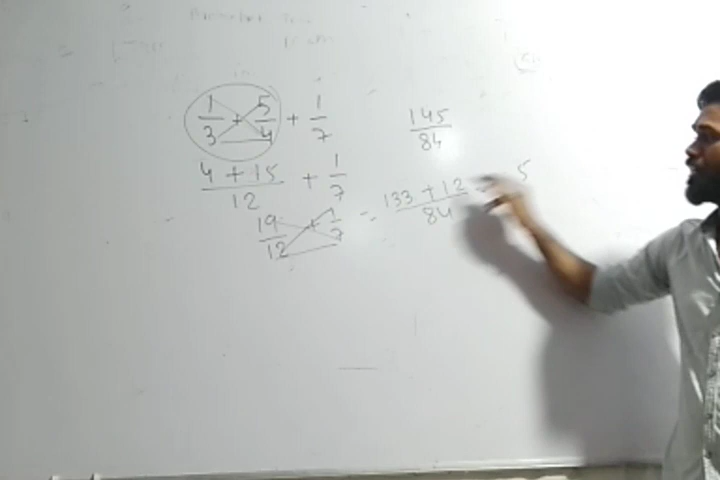 1/3 + 5/4 + 1/7
145/84
4 + 15/12 + 1/7
19/12 + 1/7 = 133 + 12/84 = 5